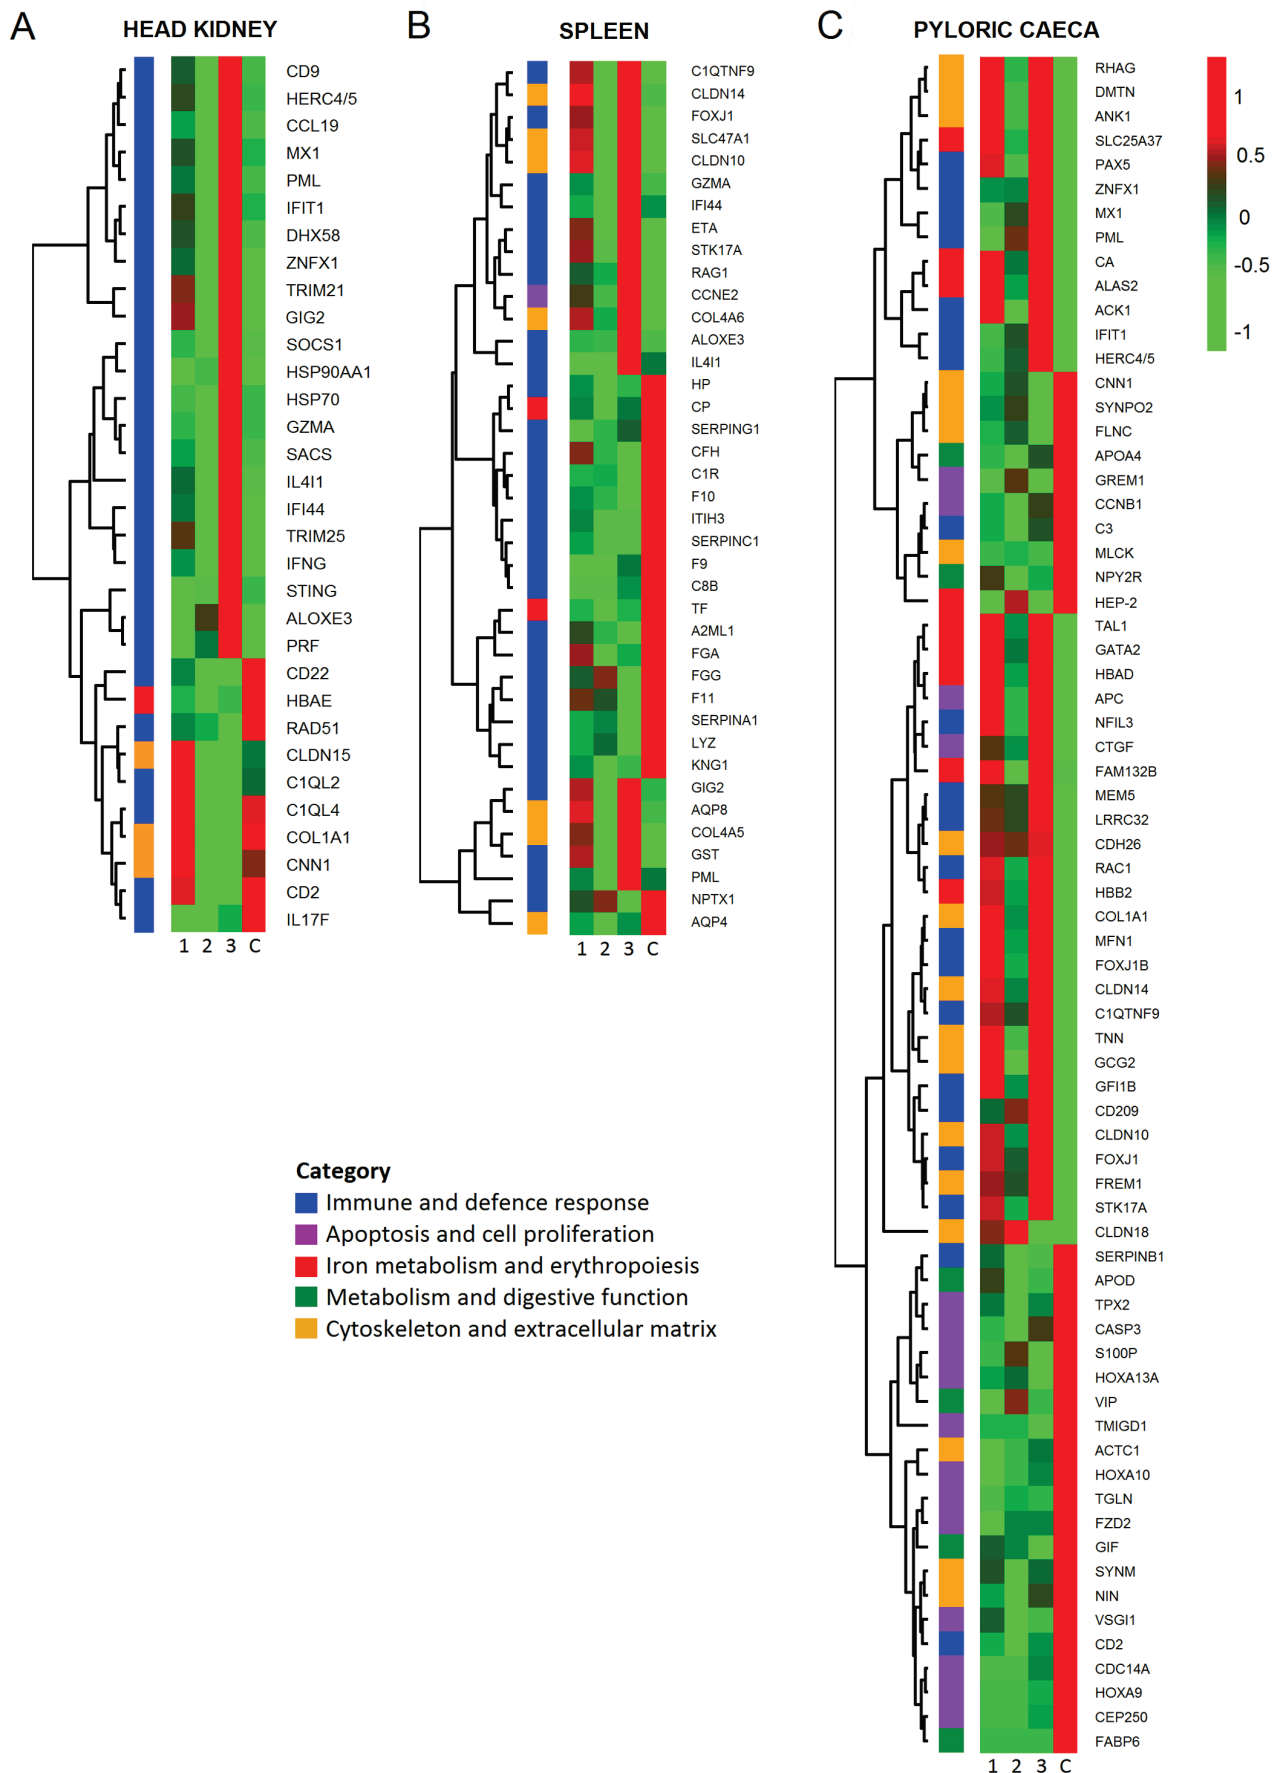 A
HEAD KIDNEY
CD9
HERC4/5
CCL19
MX1
PML
IFIT1
DHX58
ZNFX1
TRIM21
GIG2
SOCS1
HSP90AA1
HSP70
GZMA
SACS
IL4I1
IFI44
TRIM25
IFNG
STING
ALOXE3
PRF
CD22
HBAE
RAD51
CLDN15
C1QL2
C1QL4
COL1A1
CNN1
CD2
IL17F
1 2 3 C
B
SPLEEN
C1QTNF9
CLDN14
FOXJ1
SLC47A1
CLDN10
GZMA
IFI44
ETA
STK17A
RAG1
CCNE2
COL4A6
ALOXE3
IL4I1
HP
CP
SERPING1
CFH
C1R
F10
ITIH3
SERPINC1
F9
C8B
TF
A2ML1
FGA
FGG
F11
SERPINA1
LYZ
KNG1
GIG2
AQP8
COL4A5
GST
PML
NPTX1
AQP4
1 2 3 C
C
PYLORIC CAECA
RHAG
DMTN
ANK1
SLC25A37
PAX5
ZNFX1
MX1
PML
CA
ALAS2
ACK1
IFIT1
HERC4/5
CNN1
SYNPO2
FLNC
APOA4
GREM1
CCNB1
C3
MLCK
NPY2R
HEP-2
TAL1
GATA2
HBAD
APC
NFIL3
CTGF
FAM132B
MEM5
LRRC32
CDH26
RAC1
HBB2
COL1A1
MFN1
FOXJ1B
CLDN14
C1QTNF9
TNN
GCG2
GFI1B
CD209
CLDN10
FOXJ1
FREM1
STK17A
CLDN18
SERPINB1
APOD
TPX2
CASP3
S100P
HOXA13A
VIP
TMIGD1
ACTC1
HOXA10
TGLN
FZD2
GIF
SYNM
NIN
VSGI1
CD2
CDC14A
HOXA9
CEP250
FABP6
1 2 3 C
1
0.5
0
-0.5
-1
Category
Immune and defence response
Apoptosis and cell proliferation
Iron metabolism and erythropoiesis
Metabolism and digestive function
Cytoskeleton and extracellular matrix